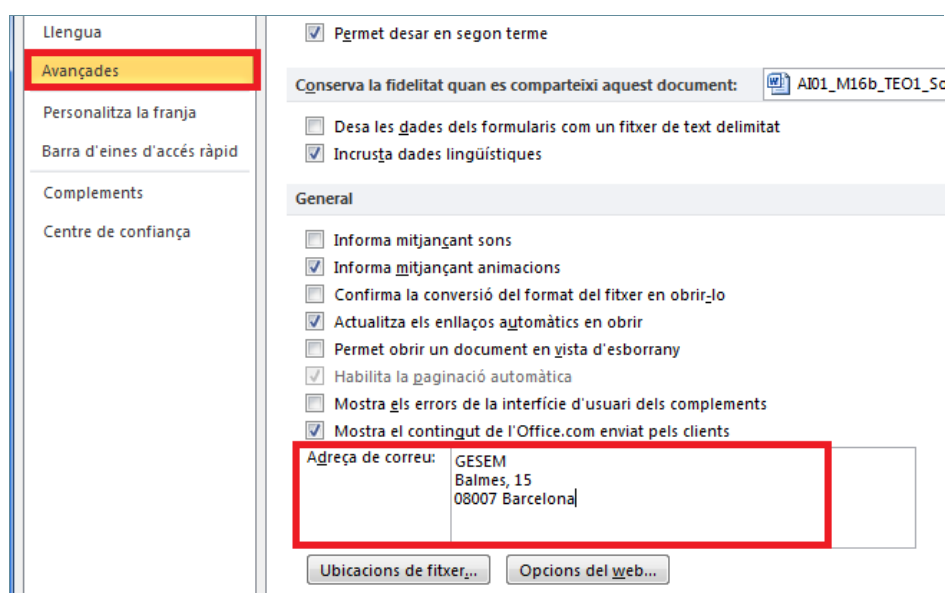 Llengua
Avançades
Personalitza la franja
Barra d'eines d'accés ràpid
Complements
Centre de confiança
Permet desar en segon terme
Conserva la fidelitat quan es comparteixi aquest document:
AI01_M16b_TEO1_So
Desa les dades dels formularis com un fitxer de text delimitat
Incrusta dades lingüístiques
General
Informa mitjançant sons
Informa mitjançant animacions
Confirma la conversió del format del fitxer en obrir-lo
Actualitza els enllaços automàtics en obrir
Permet obrir un document en vista d'esborrany
Habilita la paginació automàtica
Mostra els errors de la interfície d'usuari dels complements
Mostra el contingut de l'Office.com enviat pels clients
Adreça de correu:
GESEM
Balmes, 15
08007 Barcelona
Ubicacions de fitxer...
Opcions del web...